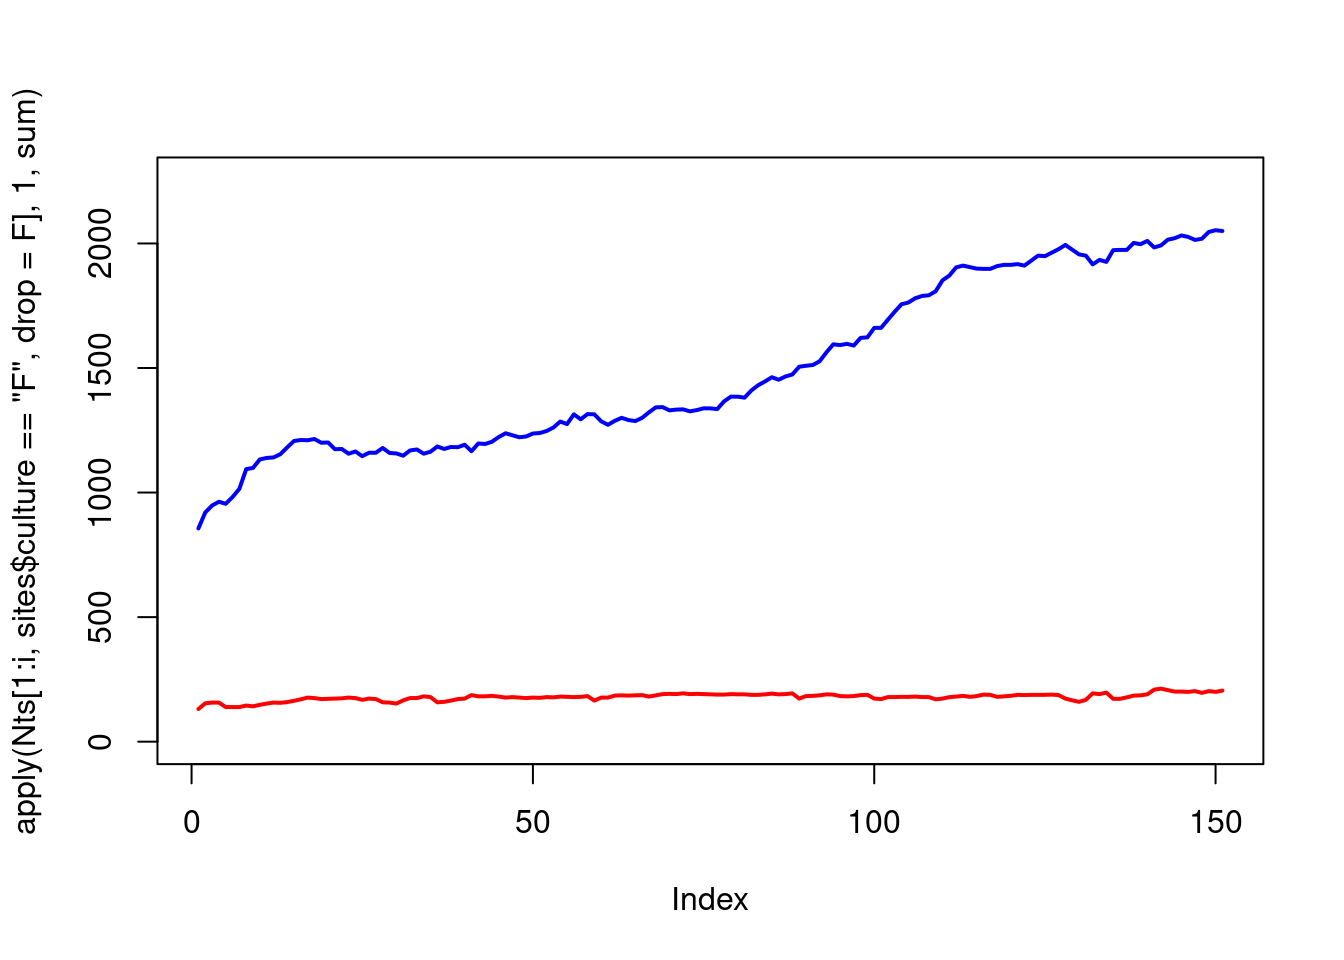 apply(Nts[1:i, sites$culture == "F", drop = F], 1, sum)
2000
1500
1000
500
0
0 50 100 150
Index